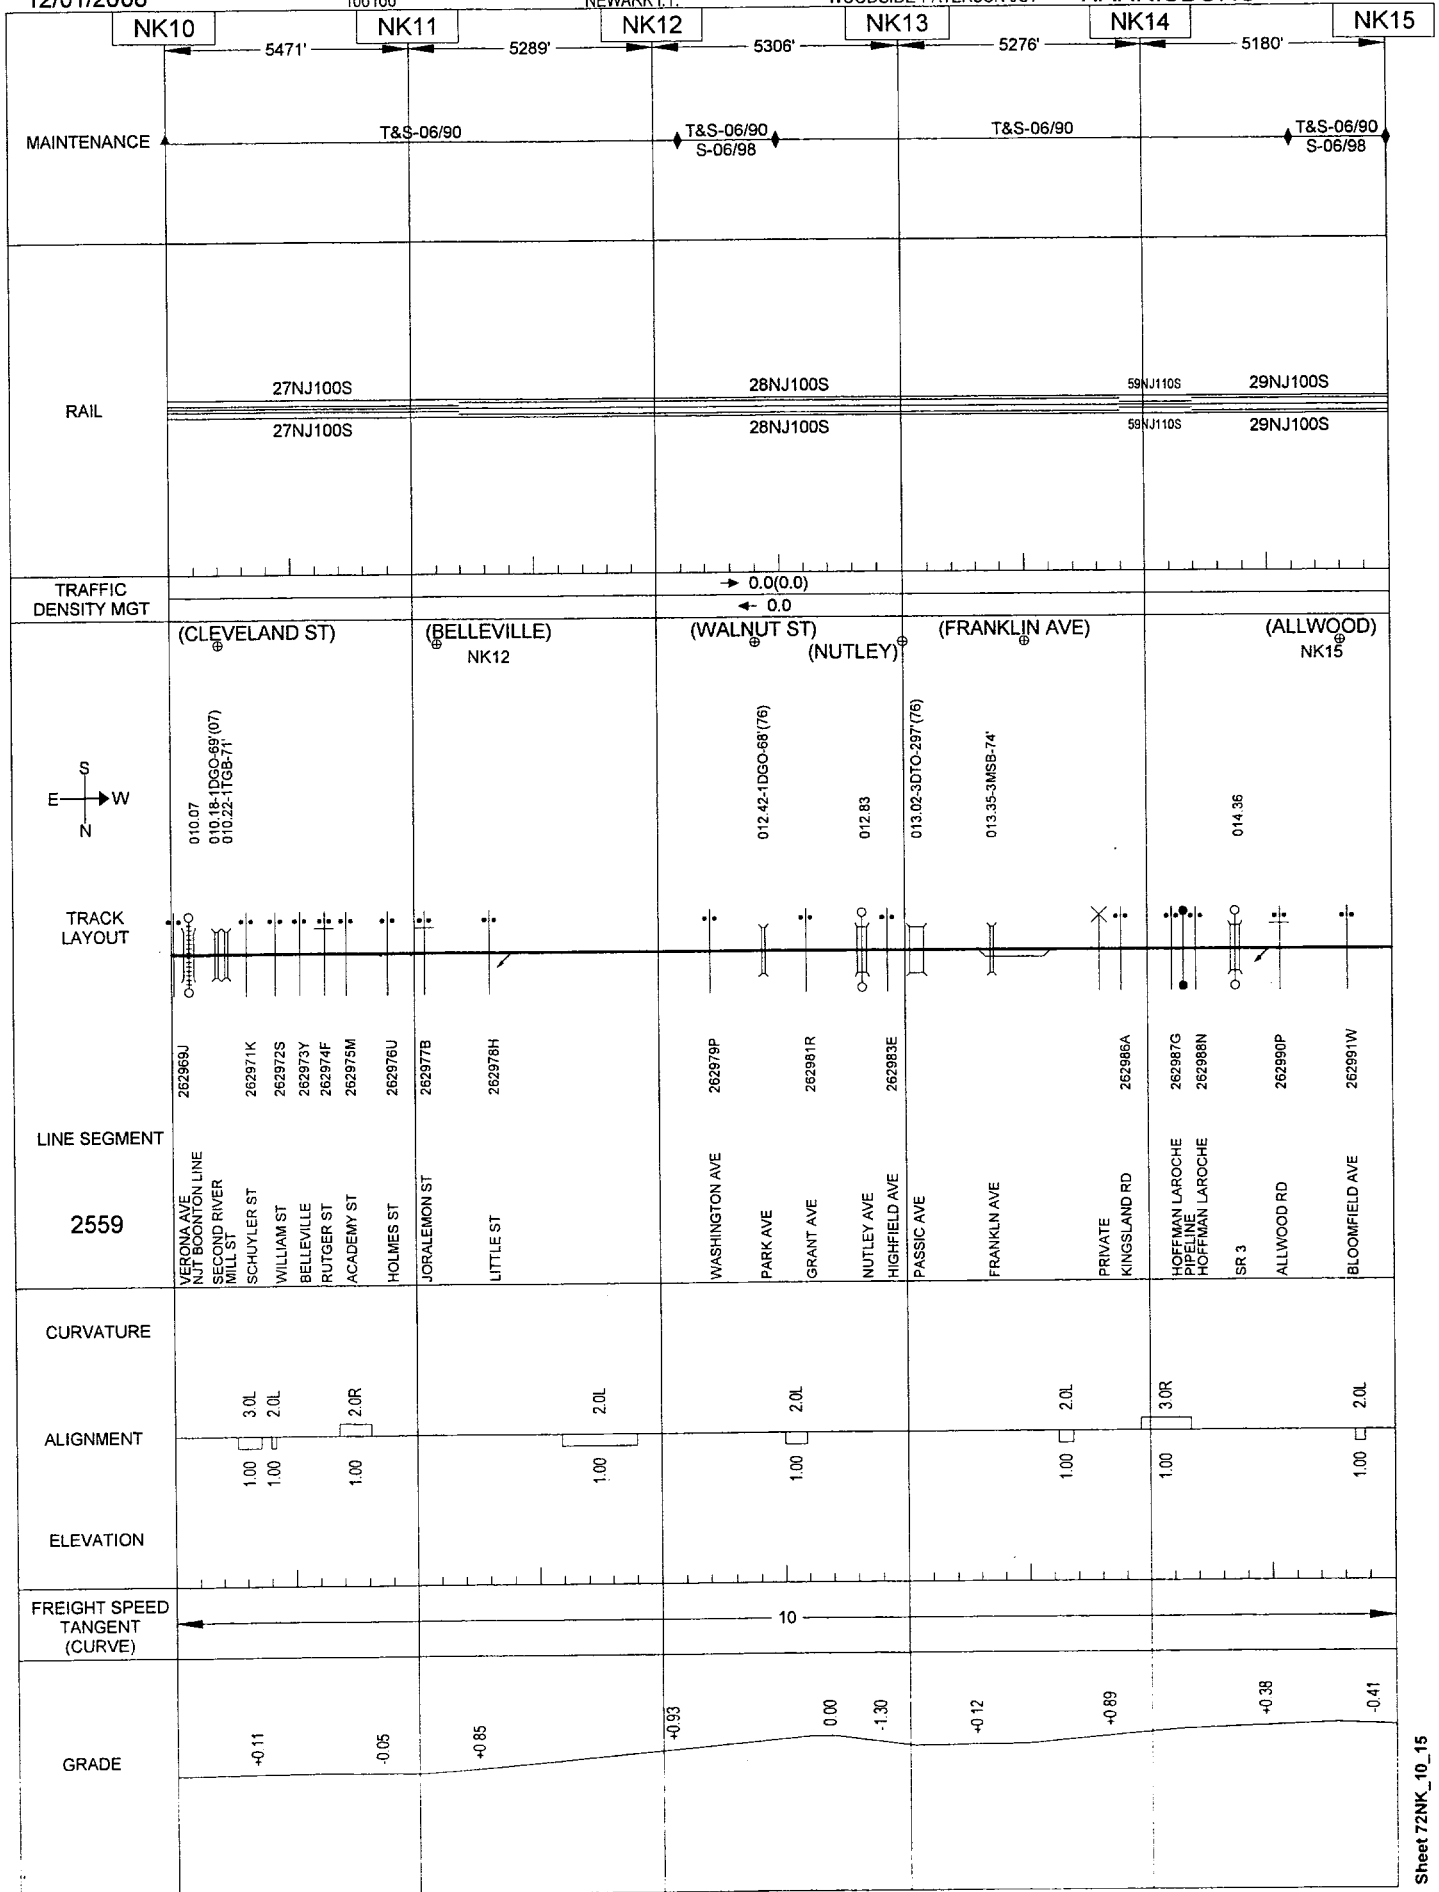 12/01/2008
NK10 NK11 NK12 NK13 NK14 NK15
5471' 5289' 5306' 5276' 5180'
MAINTENANCE
T&S-06/90 T&S-06/90 T&S-06/90 T&S-06/90
S-06/98 S-06/98
RAIL
27NJ100S 28NJ100S 59NJ110S 29NJ100S
27NJ100S 28NJ100S 59NJ110S 29NJ100S
TRAFFIC
DENSITY MGT
→ 0.0(0.0)
← 0.0
(CLEVELAND ST) (BELLEVILLE) (WALNUT ST) (NUTLEY) (FRANKLIN AVE) (ALLWOOD)
NK12 NK15
S
E W
N
010.07
010.18-1DGO-69'(07)
010.22-1TGB-71'
012.42-1DGO-68'(76)
012.83
013.02-3DTO-297'(76)
013.35-3MSB-74'
014.36
TRACK
LAYOUT
262969J
262971K
262972S
262973Y
262974F
262975M
262976U
262977B
262978H
262979P
262981R
262983E
262986A
262987G
262988N
262990P
262991W
LINE SEGMENT
2559
VERONA AVE
NJT BOONTON LINE
SECOND RIVER
MILL ST
SCHUYLER ST
WILLIAM ST
BELLEVILLE
RUTGER ST
ACADEMY ST
HOLMES ST
JORALEMON ST
LITTLE ST
WASHINGTON AVE
PARK AVE
GRANT AVE
NUTLEY AVE
HIGHFIELD AVE
PASSIC AVE
FRANKLN AVE
PRIVATE
KINGSLAND RD
HOFFMAN LAROCHE
PIPELINE
HOFFMAN LAROCHE
SR 3
ALLWOOD RD
BLOOMFIELD AVE
CURVATURE
3.0L 2.0L 2.0R 2.0L 2.0L 2.0L 3.0R 2.0L
ALIGNMENT
1.00 1.00 1.00 1.00 1.00 1.00 1.00 1.00
ELEVATION
FREIGHT SPEED
TANGENT
(CURVE)
10
GRADE
+0.11 -0.05 +0.85 +0.93 0.00 -1.30 +0.12 +0.89 +0.38 -0.41
Sheet 72NK_10_15